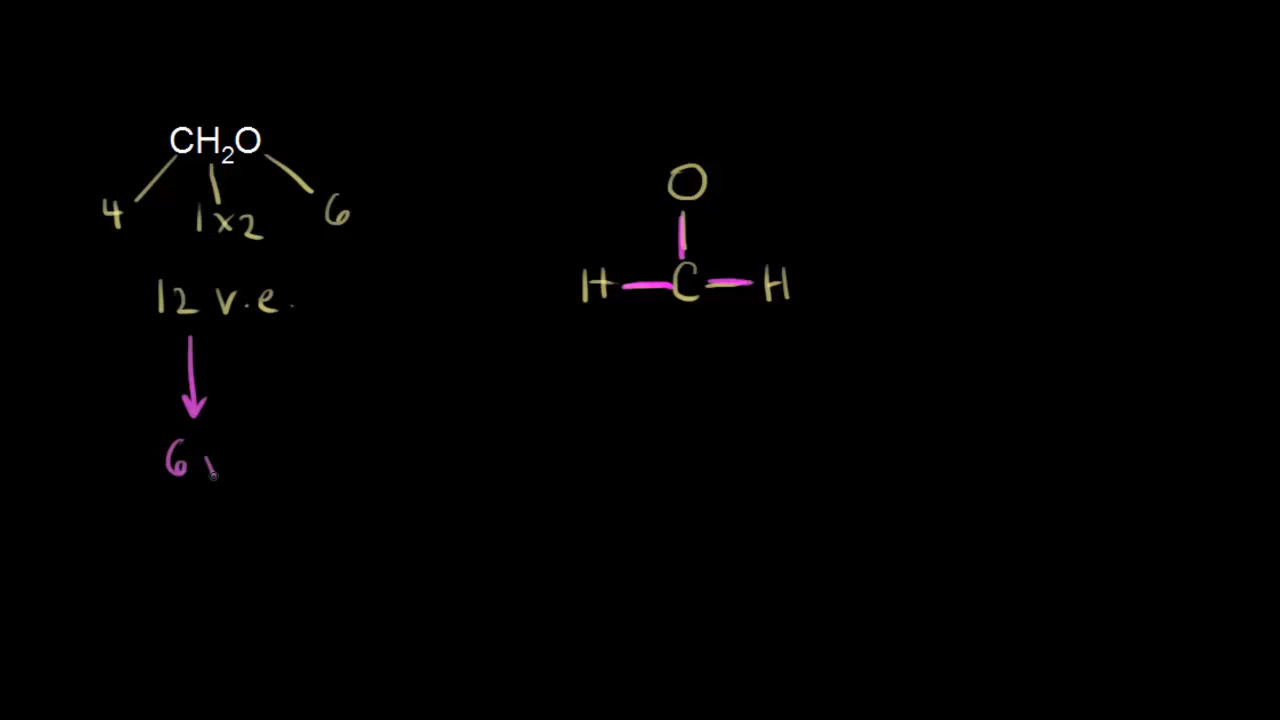 CH₂O
4 1x2 6
12 v.e.
6
O
H-C-H